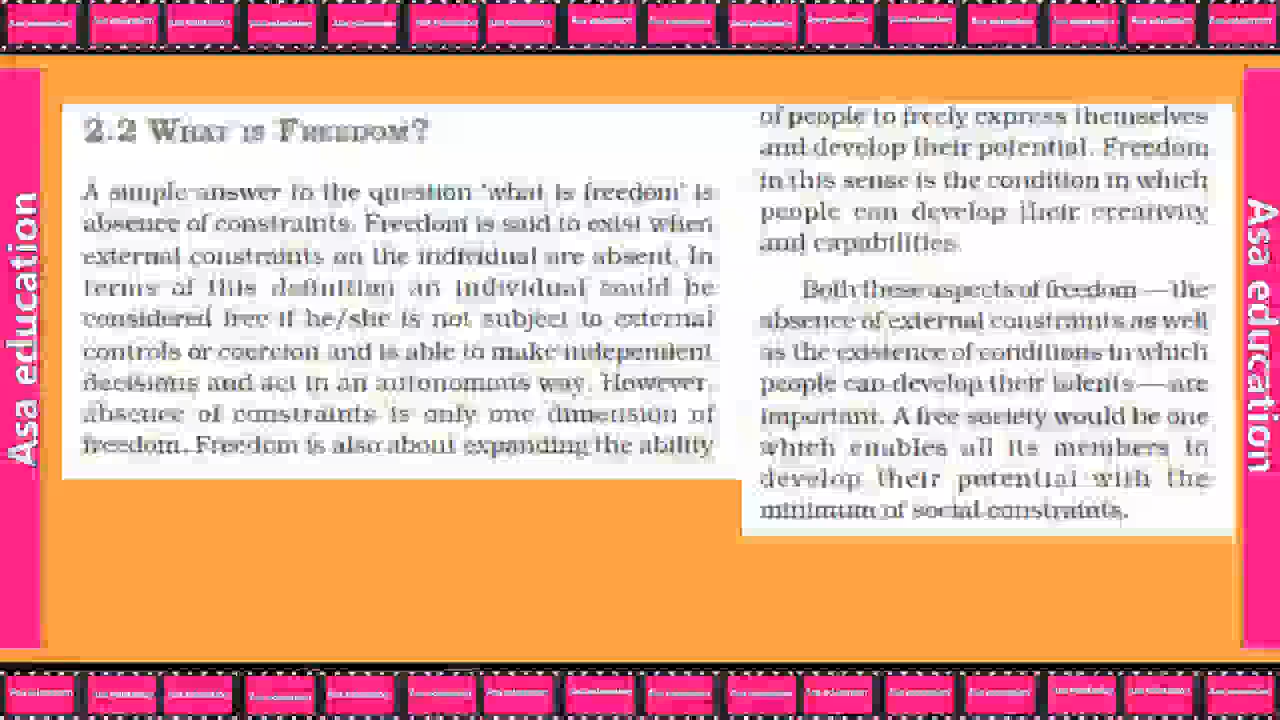 2.2 WHAT IS FREEDOM?
A simple answer to the question 'what is freedom' is
absence of constraints. Freedom is said to exist when
external constraints on the individual are absent. In
terms of this definition an individual could be
considered free if he/she is not subject to external
controls or coercion and is able to make independent
decisions and act in an autonomous way. However,
absence of constraints is only one dimension of
freedom. Freedom is also about expanding the ability
of people to freely express themselves
and develop their potential. Freedom
in this sense is the condition in which
people can develop their creativity
and capabilities.
Both these aspects of freedom — the
absence of external constraints as well
as the existence of conditions in which
people can develop their talents — are
important. A free society would be one
which enables all its members to
develop their potential with the
minimum of social constraints.
Asa education
Asa education